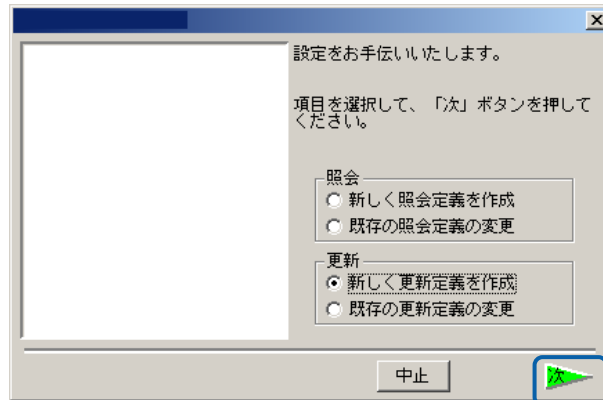 設定をお手伝いいたします。
項目を選択して、「次」ボタンを押して
ください。
照会
新しく照会定義を作成
既存の照会定義の変更
更新
新しく更新定義を作成
既存の更新定義の変更
中止
次